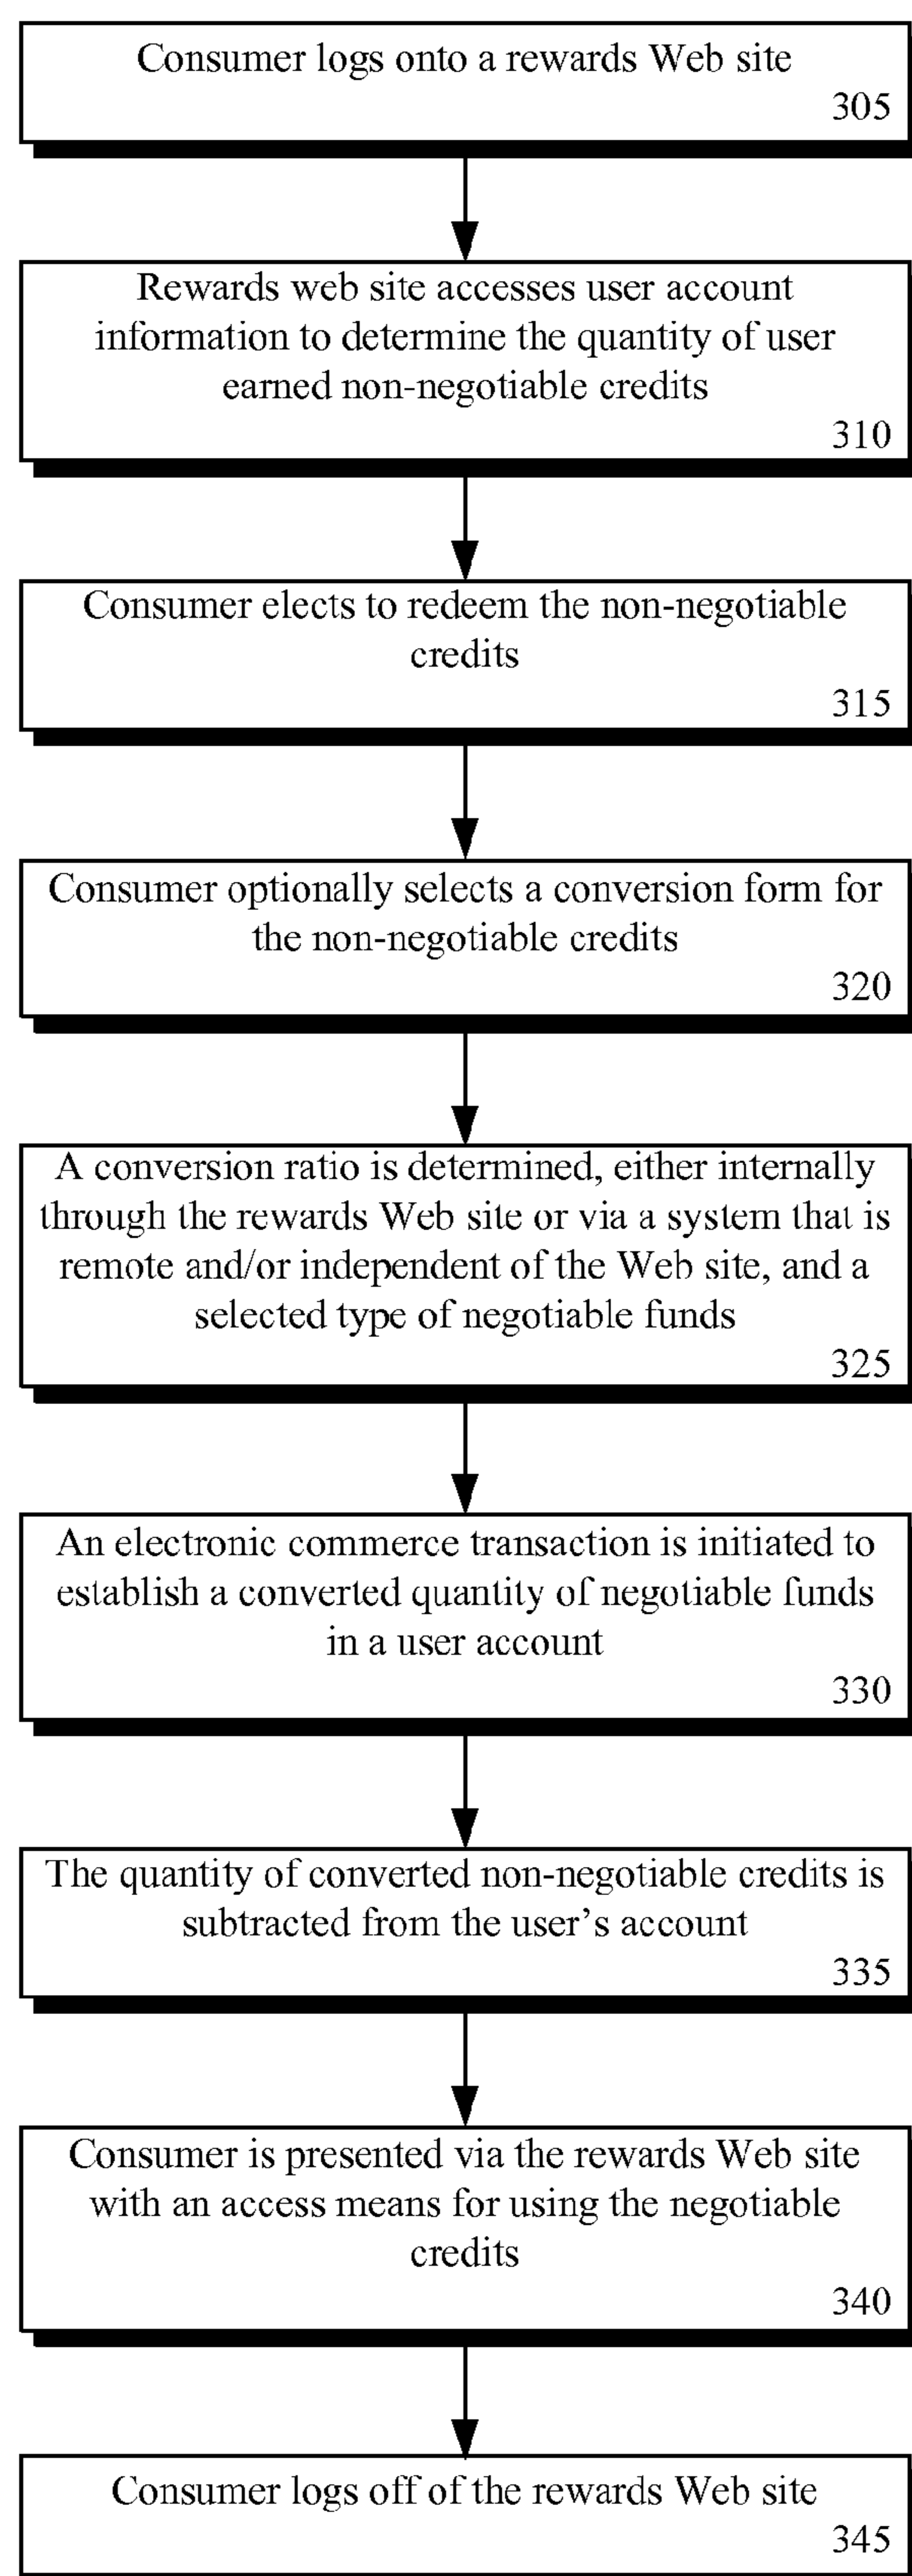 Consumer logs onto a rewards Web site
305
Rewards web site accesses user account
information to determine the quantity of user
earned non-negotiable credits
310
Consumer elects to redeem the non-negotiable
credits
315
Consumer optionally selects a conversion form for
the non-negotiable credits
320
A conversion ratio is determined, either internally
through the rewards Web site or via a system that is
remote and/or independent of the Web site, and a
selected type of negotiable funds
325
An electronic commerce transaction is initiated to
establish a converted quantity of negotiable funds
in a user account
330
The quantity of converted non-negotiable credits is
subtracted from the user’s account
335
Consumer is presented via the rewards Web site
with an access means for using the negotiable
credits
340
Consumer logs off of the rewards Web site
345